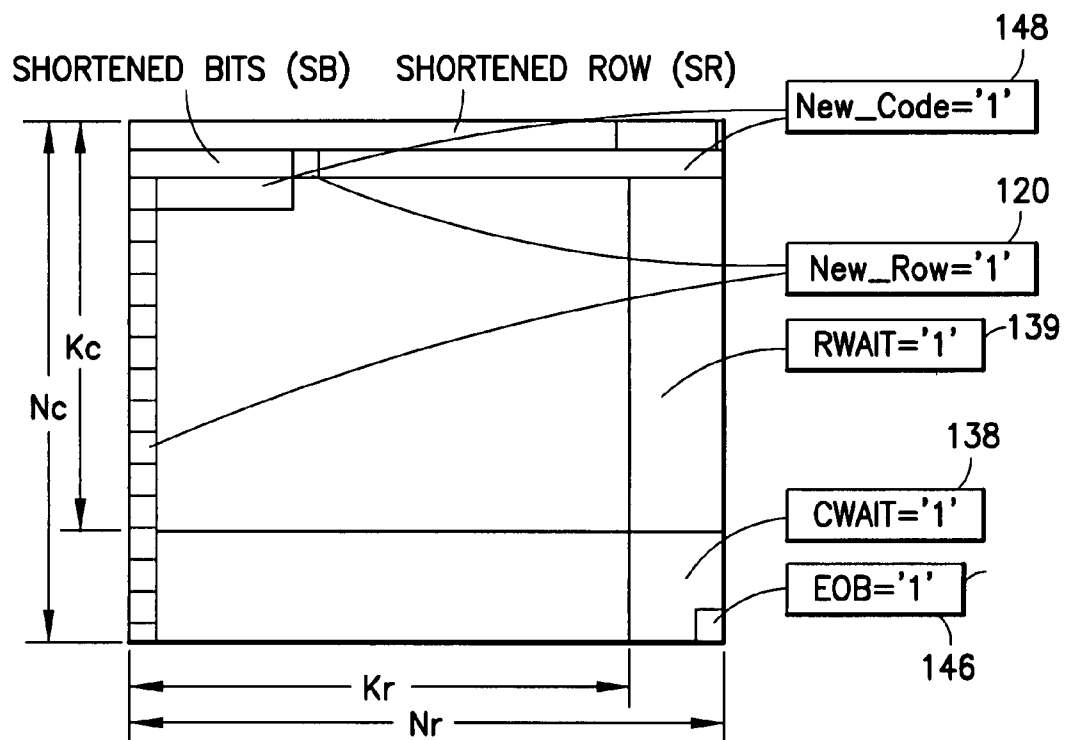 148
SHORTENED BITS (SB) SHORTENED ROW (SR)
New_Code='1'
120
New_Row='1'
Kc
RWAIT='1'
139
Nc
138
CWAIT='1'
EOB='1'
146
Kr
Nr